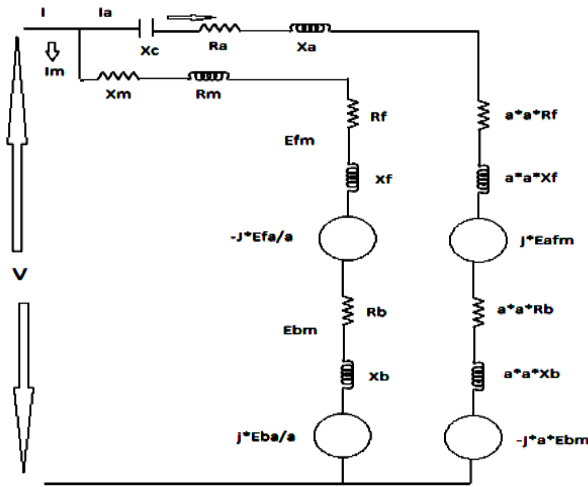 I Ia
Xc Ra Xa
Im
Xm Rm
Rf a*a*Rf
Efm
Xf a*a*Xf
-J*Efa/a j*Eafm
V
Ebm Rb a*a*Rb
Xb a*a*Xb
j*Eba/a -j*a*Ebm